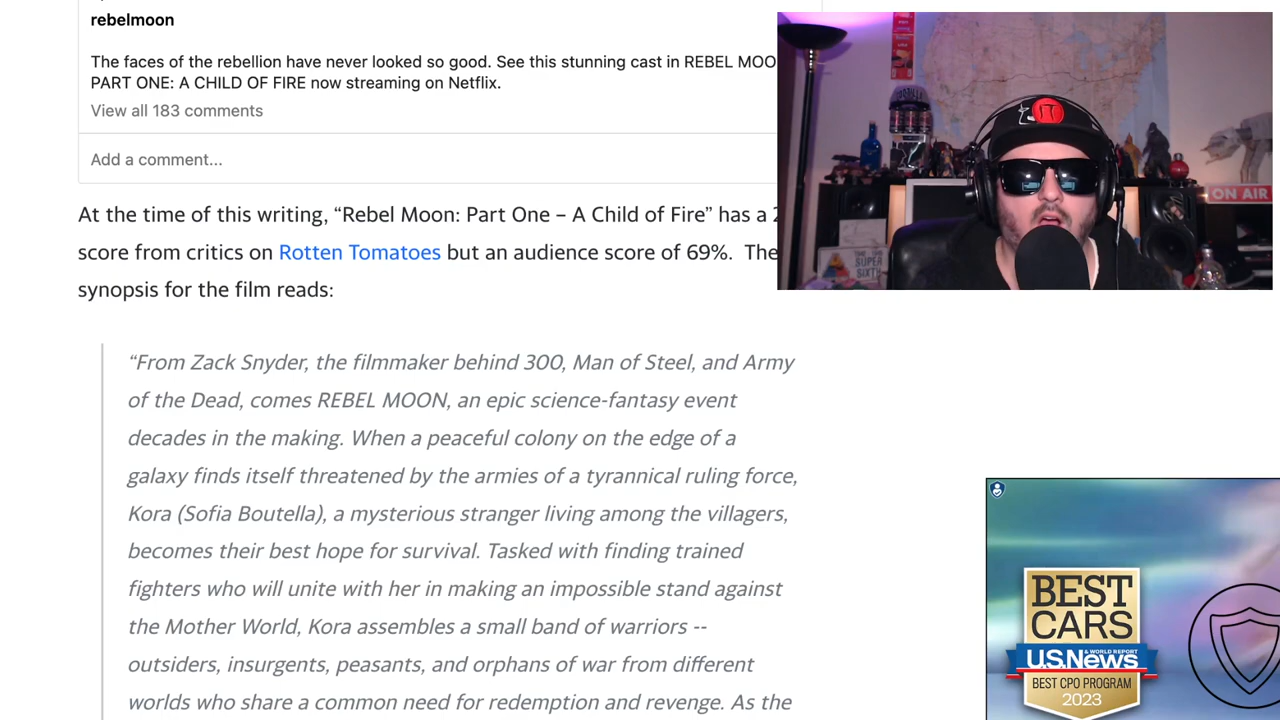 rebelmoon
The faces of the rebellion have never looked so good. See this stunning cast in REBEL MOO
PART ONE: A CHILD OF FIRE now streaming on Netflix.
View all 183 comments
Add a comment...
At the time of this writing, “Rebel Moon: Part One – A Child of Fire” has a 2
score from critics on Rotten Tomatoes but an audience score of 69%. The
synopsis for the film reads:
“From Zack Snyder, the filmmaker behind 300, Man of Steel, and Army
of the Dead, comes REBEL MOON, an epic science-fantasy event
decades in the making. When a peaceful colony on the edge of a
galaxy finds itself threatened by the armies of a tyrannical ruling force,
Kora (Sofia Boutella), a mysterious stranger living among the villagers,
becomes their best hope for survival. Tasked with finding trained
fighters who will unite with her in making an impossible stand against
the Mother World, Kora assembles a small band of warriors --
outsiders, insurgents, peasants, and orphans of war from different
worlds who share a common need for redemption and revenge. As the
ON AIR
SUPER
SIXTH
BEST
CARS
U.S.News
& WORLD REPORT
BEST CPO PROGRAM
2023